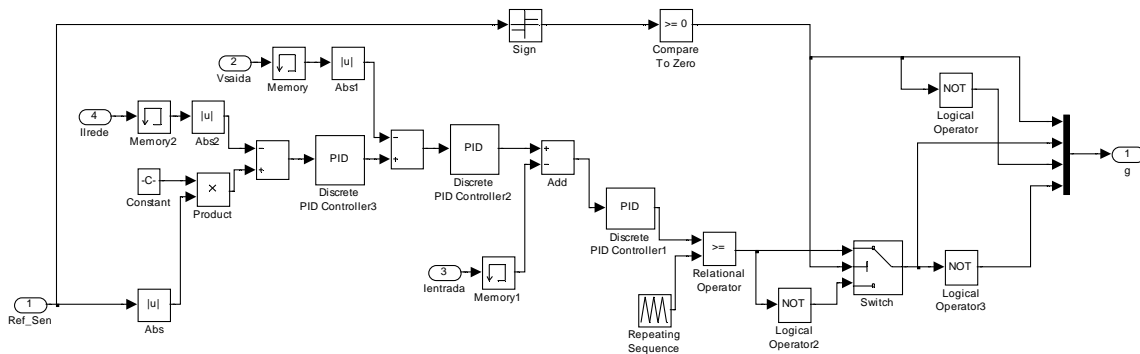 Sign
>= 0
Compare
To Zero
2
Vsaida
Memory
|u|
Abs1
4
Ilrede
Memory2
|u|
Abs2
-C-
Constant
×
Product
-
+
PID
Discrete
PID Controller3
-
+
PID
Discrete
PID Controller2
+
-
Add
PID
Discrete
PID Controller1
3
Ientrada
Memory1
1
Ref_Sen
|u|
Abs
>=
Relational
Operator
Repeating
Sequence
NOT
Logical
Operator2
Switch
NOT
Logical
Operator3
NOT
Logical
Operator
1
g